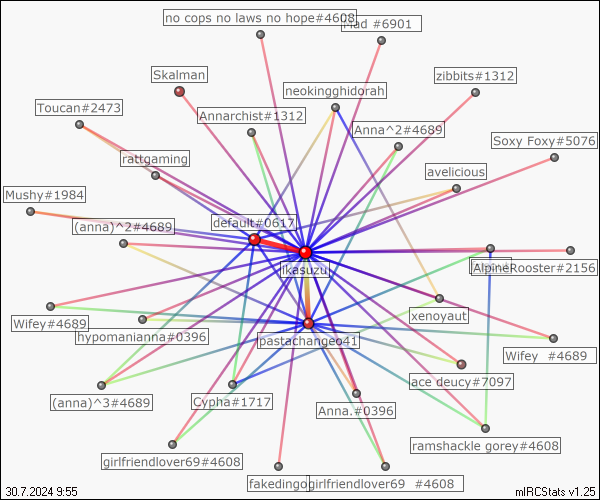 no cops no laws no hope#4608
Mad #6901
Skalman
zibbits#1312
neokingghidorah
Toucan#2473
Annarchist#1312
Anna^2#4689
Soxy Foxy#5076
rattgaming
avelicious
Mushy#1984
(anna)^2#4689
default#0617
Ikasuzu
AlpineRooster#2156
xenoyaut
Wifey#4689
hypomanianna#0396
pastachangeo41
Wifey #4689
ace deucy#7097
(anna)^3#4689
Cypha#1717
Anna.#0396
ramshackle gorey#4608
girlfriendlover69#4608
fakedingo
girlfriendlover69 #4608
30.7.2024 9:55
mIRCStats v1.25